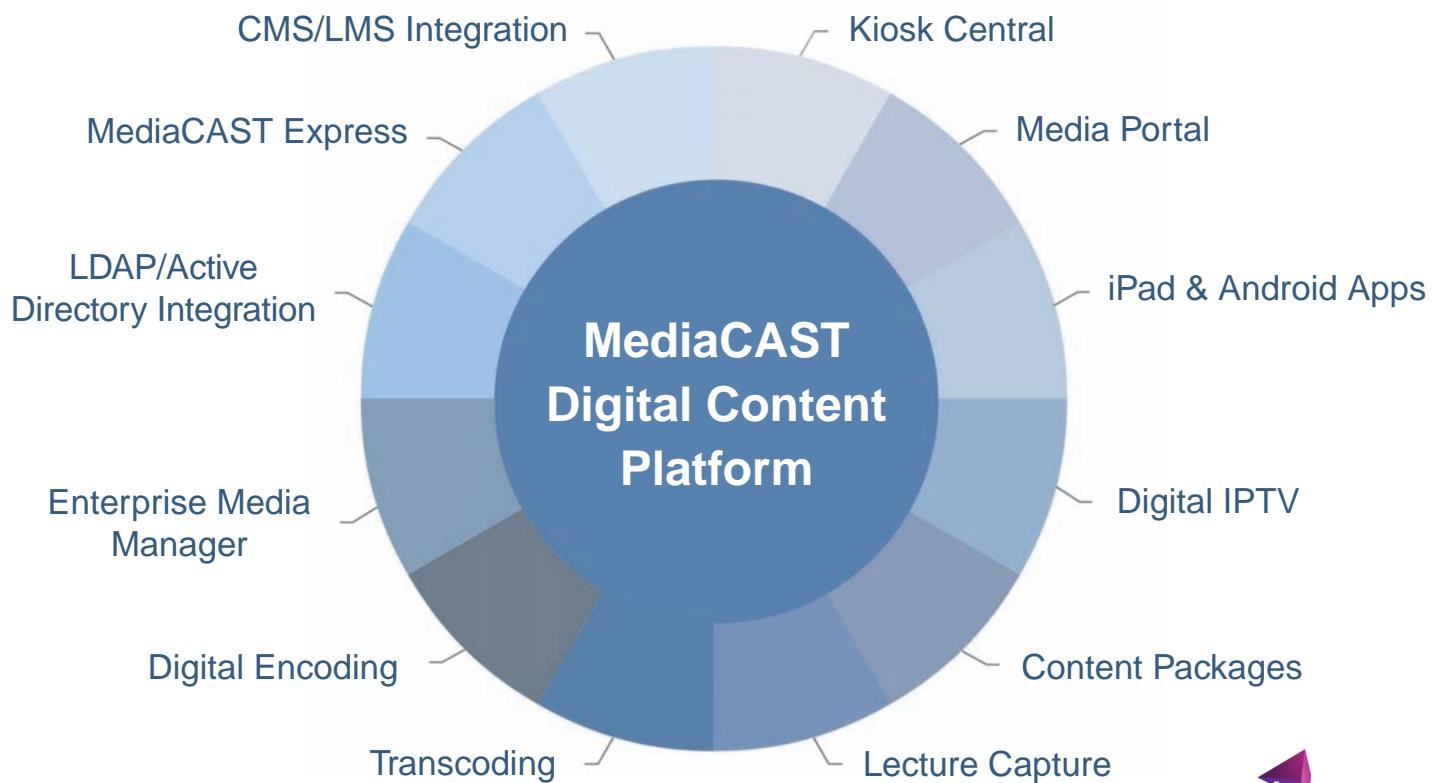 CMS/LMS Integration
Kiosk Central
MediaCAST Express
Media Portal
LDAP/Active
Directory Integration
iPad & Android Apps
MediaCAST
Digital Content
Platform
Enterprise Media
Manager
Digital IPTV
Digital Encoding
Content Packages
Transcoding
Lecture Capture